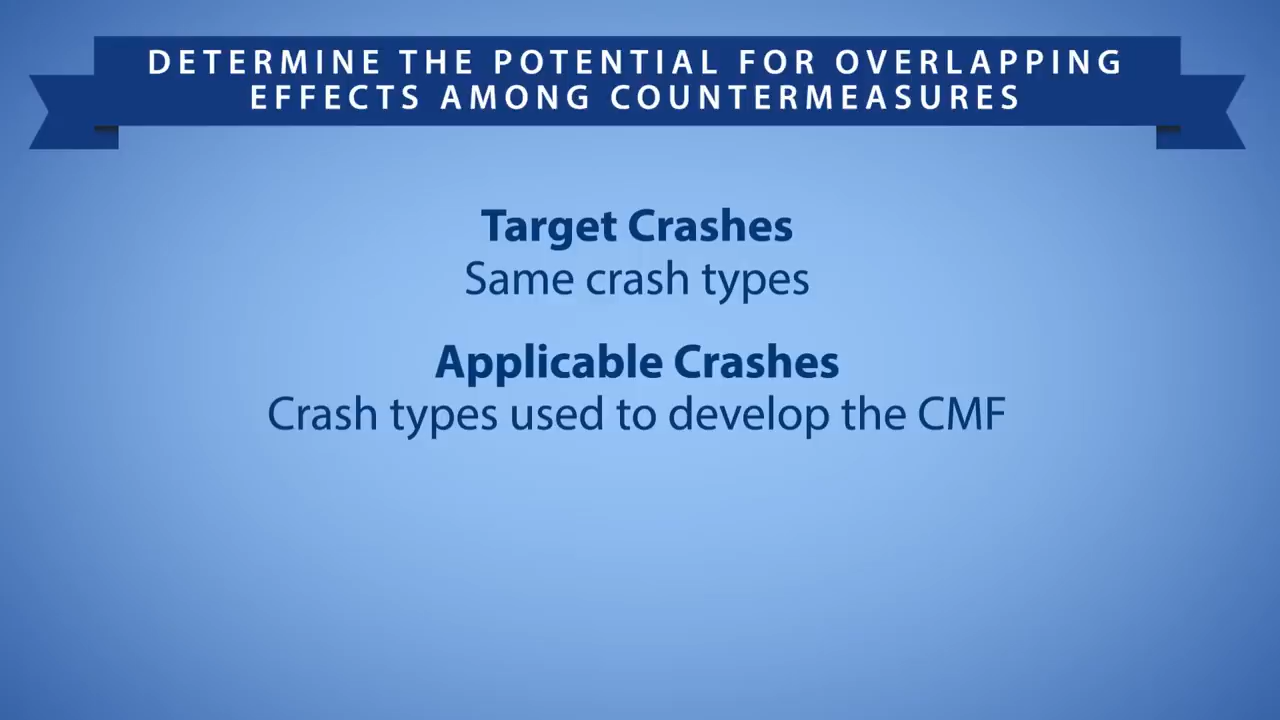 DETERMINE THE POTENTIAL FOR OVERLAPPING
EFFECTS AMONG COUNTERMEASURES
Target Crashes
Same crash types
Applicable Crashes
Crash types used to develop the CMF